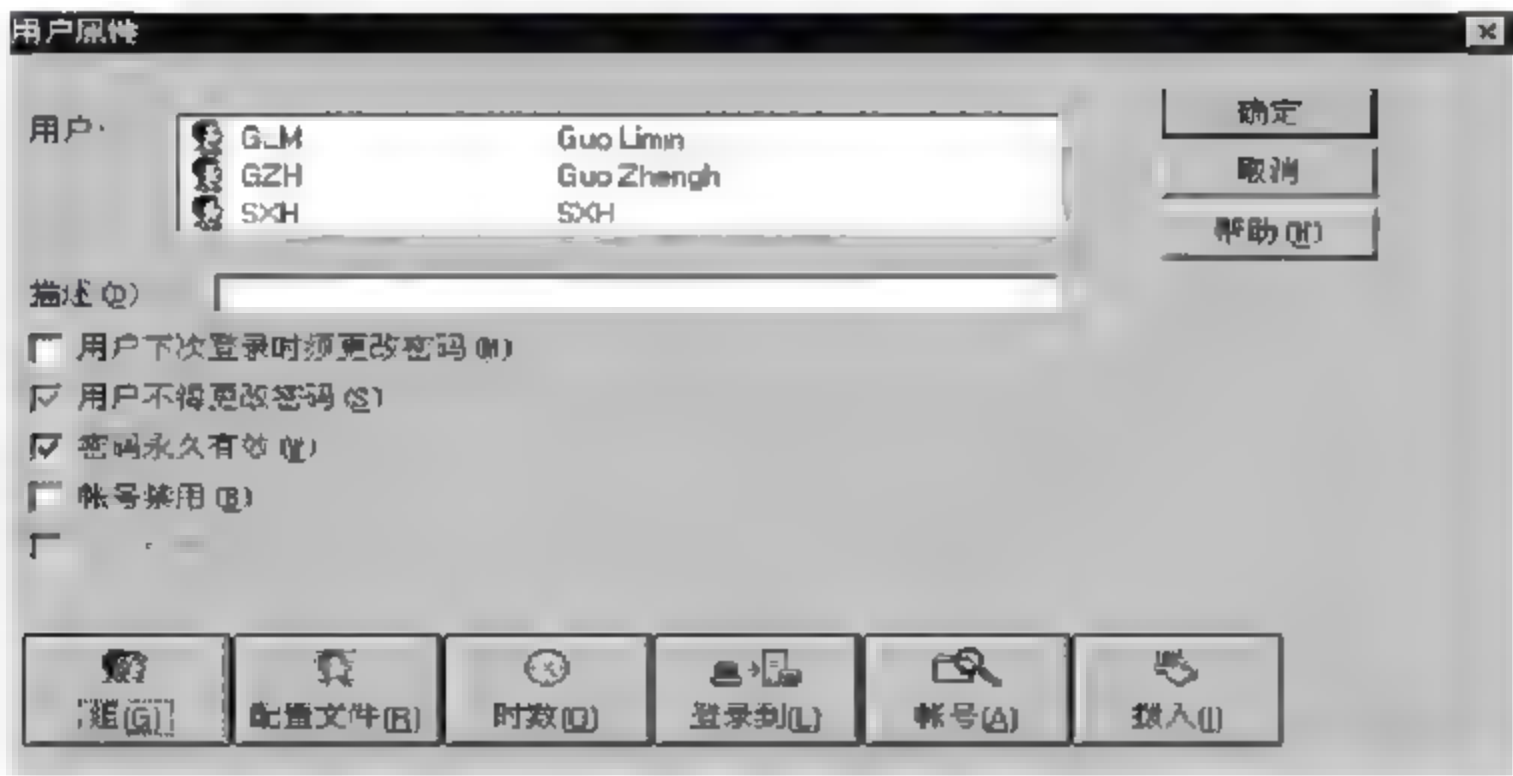 用户属性
用户:
GLM Guo Limin
GZH Guo Zhengh
SXH SXH
确定
取消
帮助(H)
描述(D)
用户下次登录时须更改密码(M)
用户不得更改密码(S)
密码永久有效(W)
帐号禁用(B)
组(G) 配置文件(R) 时数(O) 登录到(L) 帐号(A) 拨入(I)